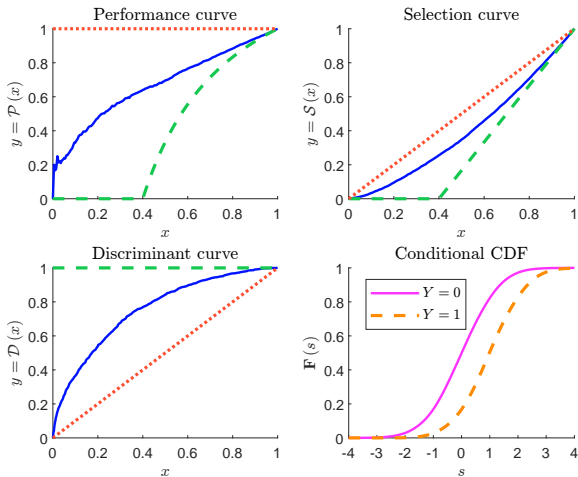 Performance curve
1
0.8
0.6
0.4
0.2
0
y = P (x)
0 0.2 0.4 0.6 0.8 1
x
Selection curve
1
0.8
0.6
0.4
0.2
0
y = S (x)
0 0.2 0.4 0.6 0.8 1
x
Discriminant curve
1
0.8
0.6
0.4
0.2
0
y = D (x)
0 0.2 0.4 0.6 0.8 1
x
Conditional CDF
1
0.8
0.6
0.4
0.2
0
F (s)
Y = 0
Y = 1
-4 -3 -2 -1 0 1 2 3 4
s